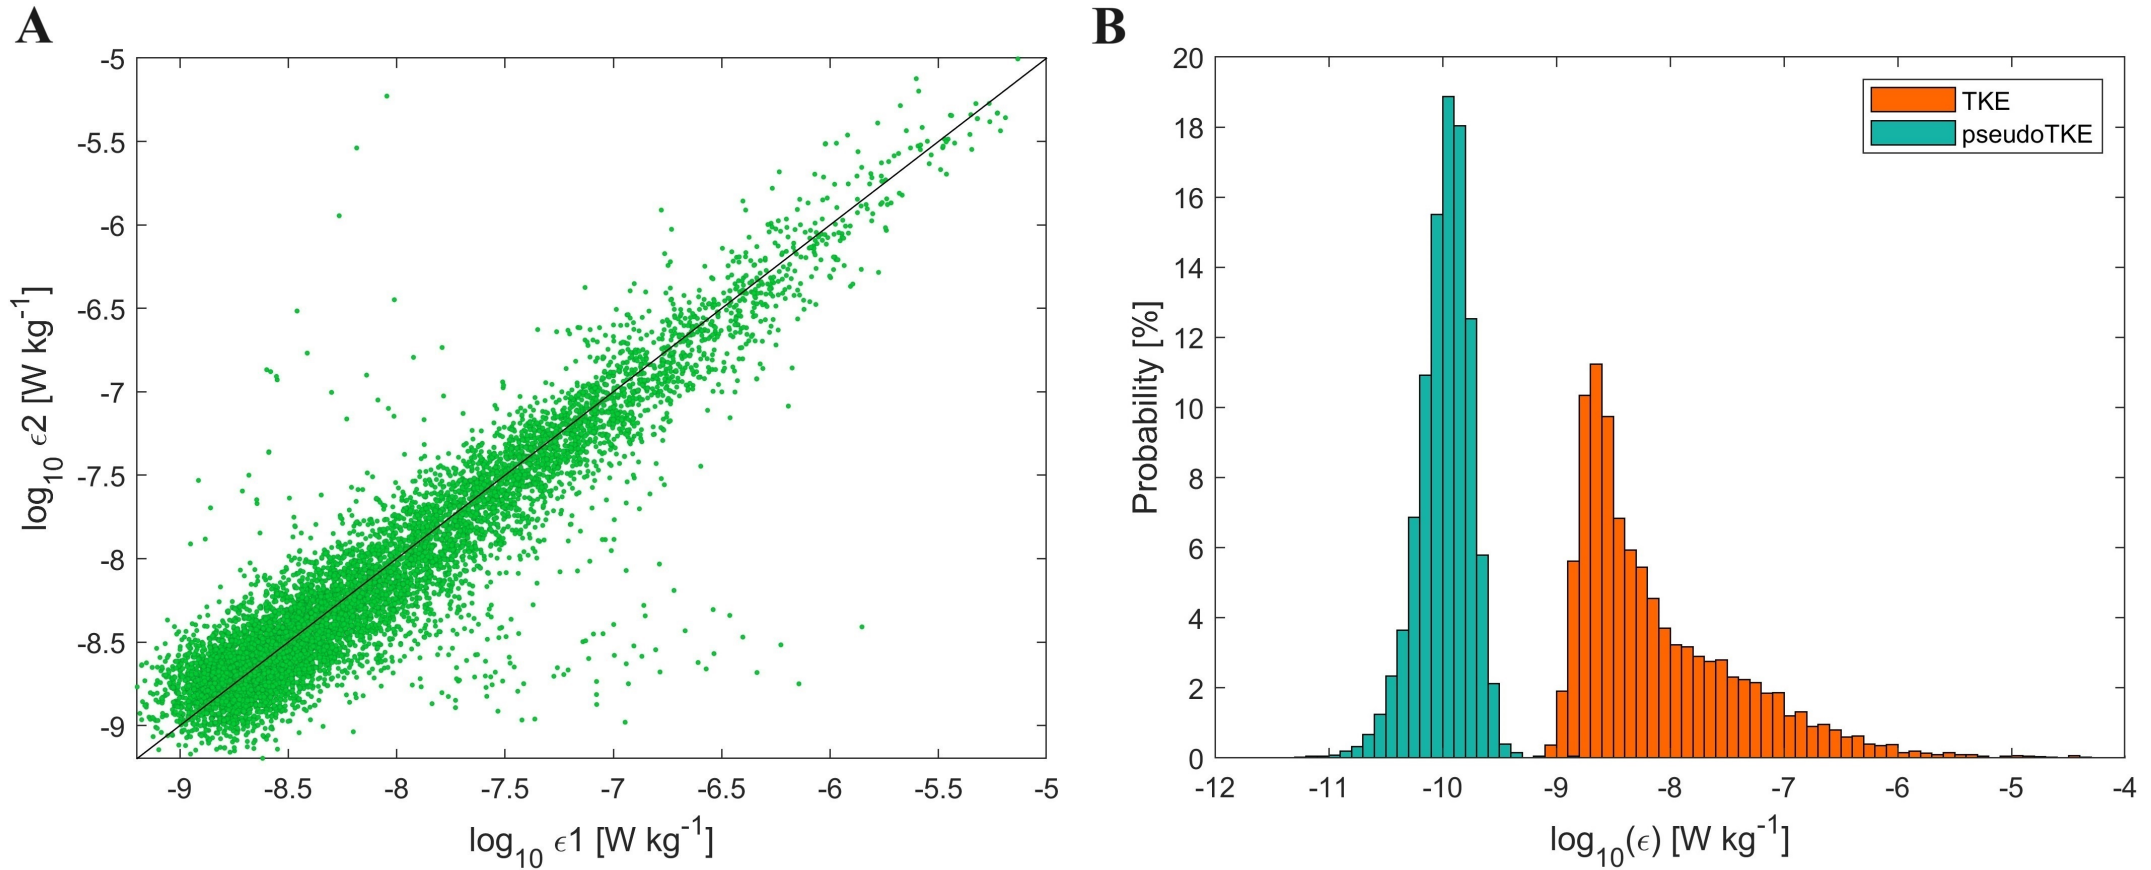 A
-5
-5.5
-6
-6.5
-7
-7.5
-8
-8.5
-9
log10 ϵ2 [W kg-1]
-9 -8.5 -8 -7.5 -7 -6.5 -6 -5.5 -5
log10 ϵ1 [W kg-1]
B
20
18
16
14
12
10
8
6
4
2
0
Probability [%]
TKE
pseudoTKE
-12 -11 -10 -9 -8 -7 -6 -5 -4
log10(ϵ) [W kg-1]